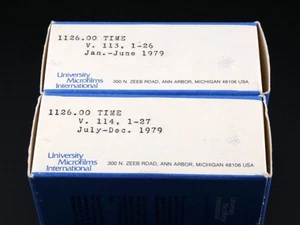 1126.00 TIME
V. 113, 1-26
Jan.-June 1979
University
Microfilms
International
300 N. ZEEB ROAD, ANN ARBOR, MICHIGAN 48106 USA
1126.00 TIME
V. 114, 1-27
July-Dec. 1979
University
Microfilms
International
300 N. ZEEB ROAD, ANN ARBOR, MICHIGAN 48106 USA